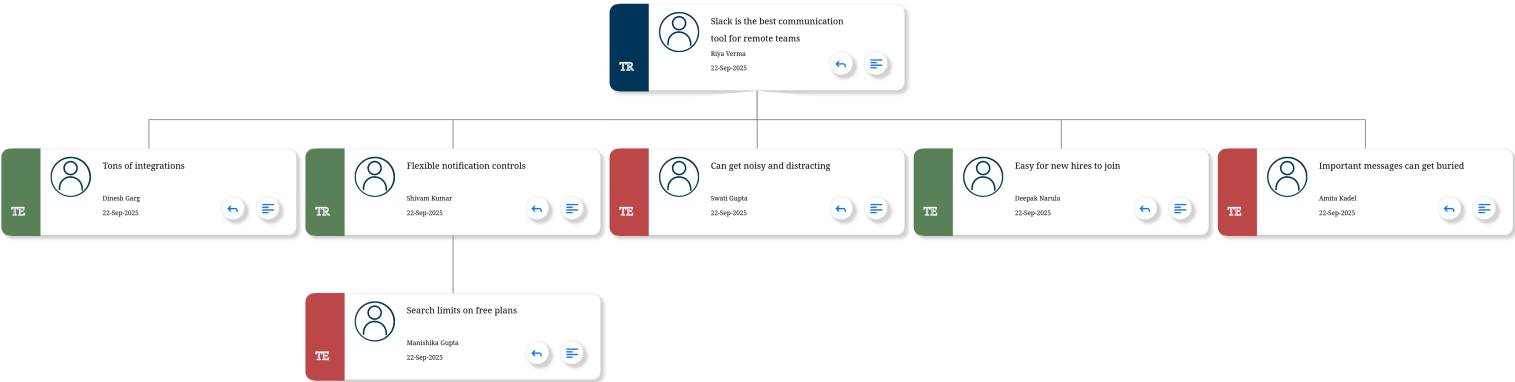 Slack is the best communication
tool for remote teams
Riya Verma
22-Sep-2025
TR
Tons of integrations
Dinesh Garg
22-Sep-2025
TE
Flexible notification controls
Shivam Kumar
22-Sep-2025
TR
Can get noisy and distracting
Swati Gupta
22-Sep-2025
TE
Easy for new hires to join
Deepak Narula
22-Sep-2025
TE
Important messages can get buried
Amita Kadel
22-Sep-2025
TE
Search limits on free plans
Manishika Gupta
22-Sep-2025
TE